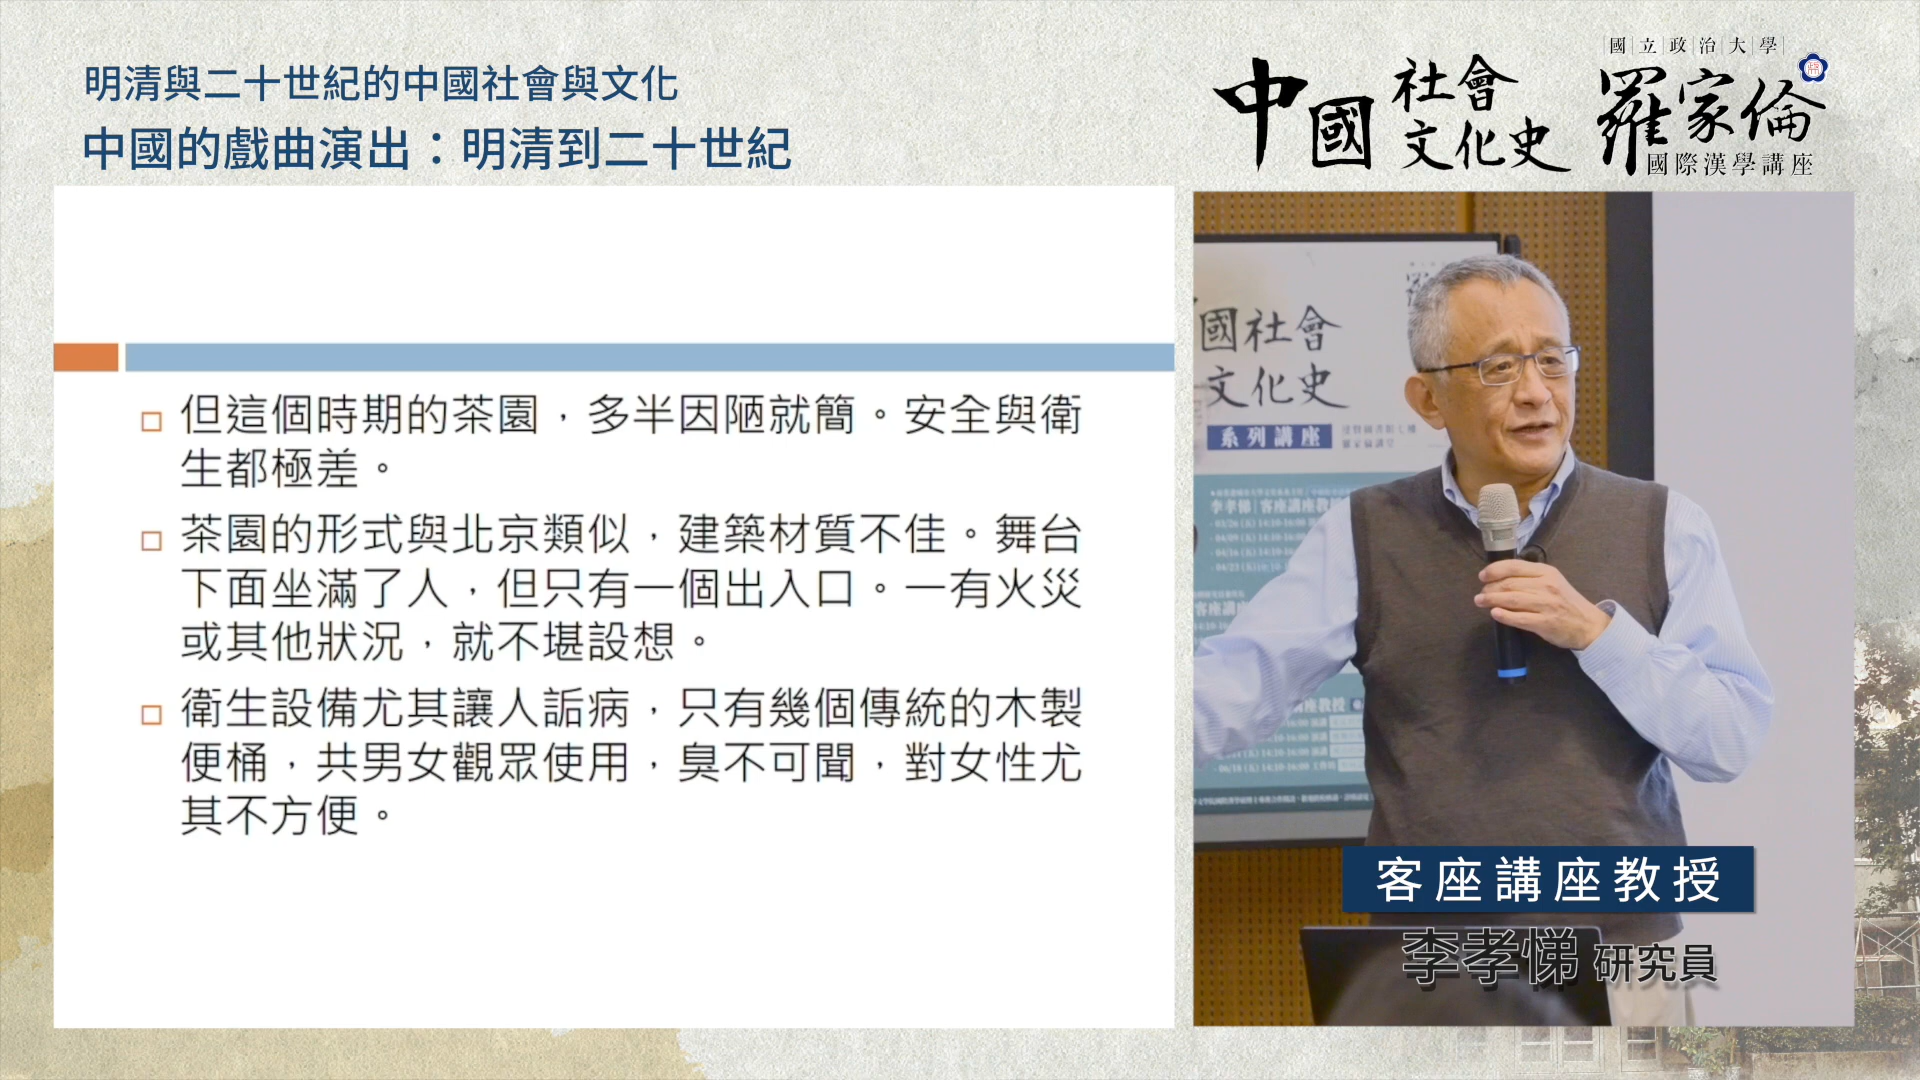 明清與二十世紀的中國社會與文化
中國的戲曲演出：明清到二十世紀
中國社會文化史
國立政治大學
羅家倫
國際漢學講座
但這個時期的茶園，多半因陋就簡。安全與衛
生都極差。
茶園的形式與北京類似，建築材質不佳。舞台
下面坐滿了人，但只有一個出入口。一有火災
或其他狀況，就不堪設想。
衛生設備尤其讓人詬病，只有幾個傳統的木製
便桶，共男女觀眾使用，臭不可聞，對女性尤
其不方便。
國社會
文化史
系列講座
李孝悌 客座講座教授
客座講座教授
李孝悌 研究員